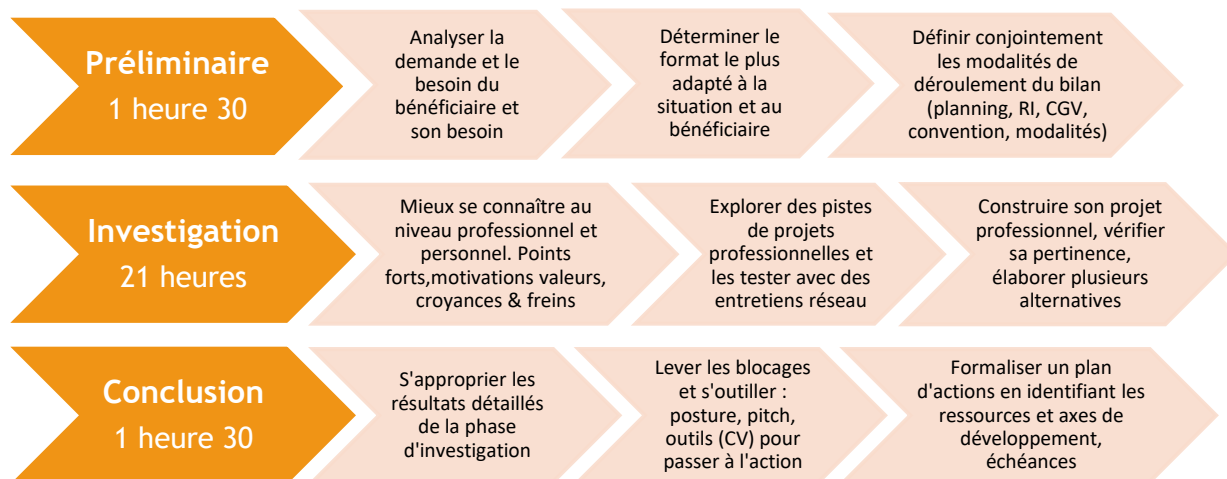 Préliminaire
1 heure 30
Analyser la
demande et le
besoin du
bénéficiaire et
son besoin
Déterminer le
format le plus
adapté à la
situation et au
bénéficiaire
Définir conjointement
les modalités de
déroulement du bilan
(planning, RI, CGV,
convention, modalités)
Investigation
21 heures
Mieux se connaître au
niveau professionnel et
personnel. Points
forts,motivations valeurs,
croyances & freins
Explorer des pistes
de projets
professionnelles et
les tester avec des
entretiens réseau
Construire son projet
professionnel, vérifier
sa pertinence,
élaborer plusieurs
alternatives
Conclusion
1 heure 30
S'approprier les
résultats détaillés
de la phase
d'investigation
Lever les blocages
et s'outiller :
posture, pitch,
outils (CV) pour
passer à l'action
Formaliser un plan
d'actions en identifiant les
ressources et axes de
développement,
échéances